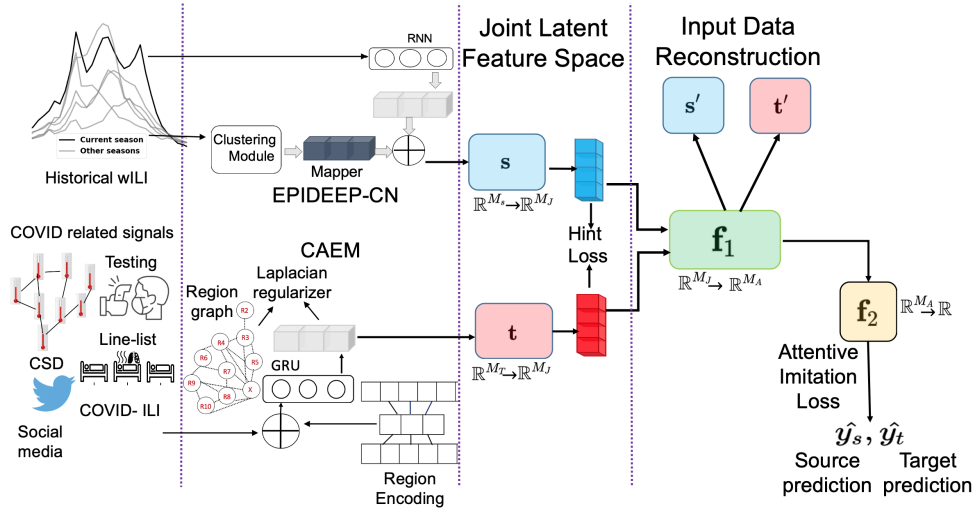 Joint Latent
Feature Space
Input Data
Reconstruction
RNN
s′
t′
Current season
Other seasons
Historical wILI
Clustering
Module
Mapper
EPIDEEP-CN
s
ℝ^{M_s}→ℝ^{M_J}
Hint
Loss
f₁
ℝ^{M_J}→ ℝ^{M_A}
COVID related signals
Testing
CSD
Line-list
COVID- ILI
Social
media
CAEM
Laplacian
regularizer
Region
graph
R2
R3
R4
R5
R6
R7
R8
R9
R10
X
GRU
Region
Encoding
t
ℝ^{M_T}→ℝ^{M_J}
f₂
ℝ^{M_A}→ℝ
Attentive
Imitation
Loss
ŷ_s, ŷ_t
Source
prediction
Target
prediction